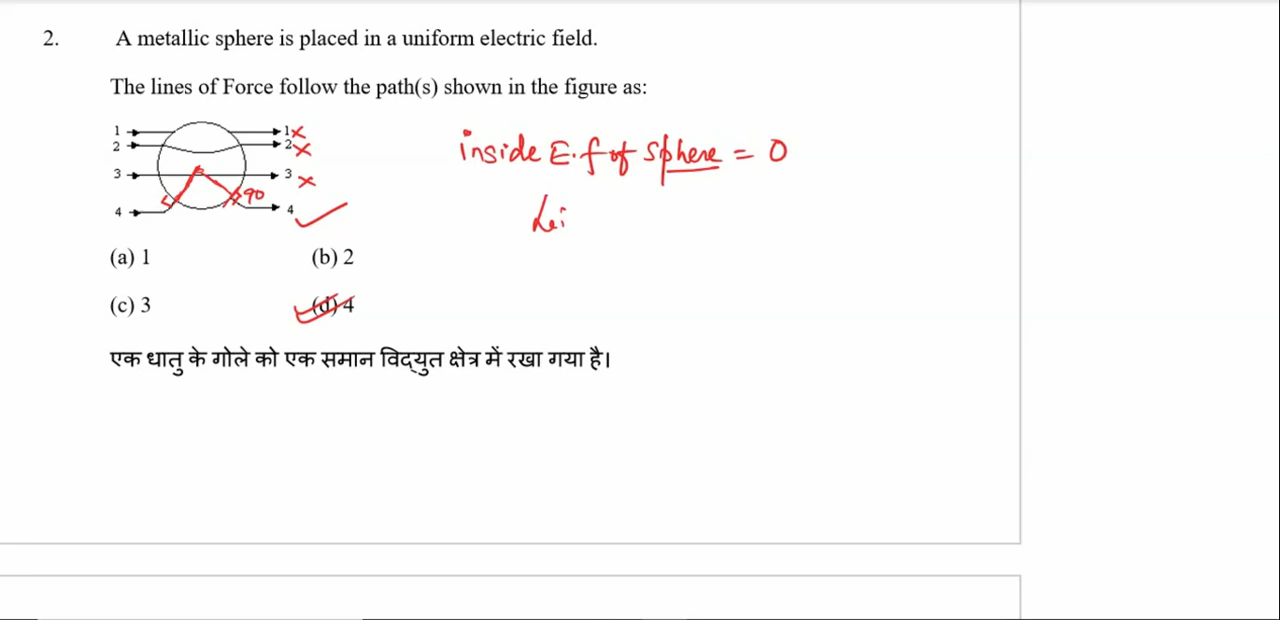 2. A metallic sphere is placed in a uniform electric field.
The lines of Force follow the path(s) shown in the figure as:
1 1 ×
2 2 ×
3 3 ×
90
4 4 ✓
inside E.f of sphere = 0
Lei
(a) 1 (b) 2
(c) 3 (d) 4
एक धातु के गोले को एक समान विद्युत क्षेत्र में रखा गया है।